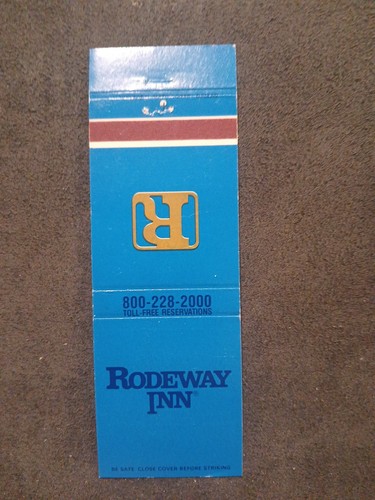 R
800-228-2000
TOLL-FREE RESERVATIONS
RODEWAY
INN®
BE SAFE CLOSE COVER BEFORE STRIKING